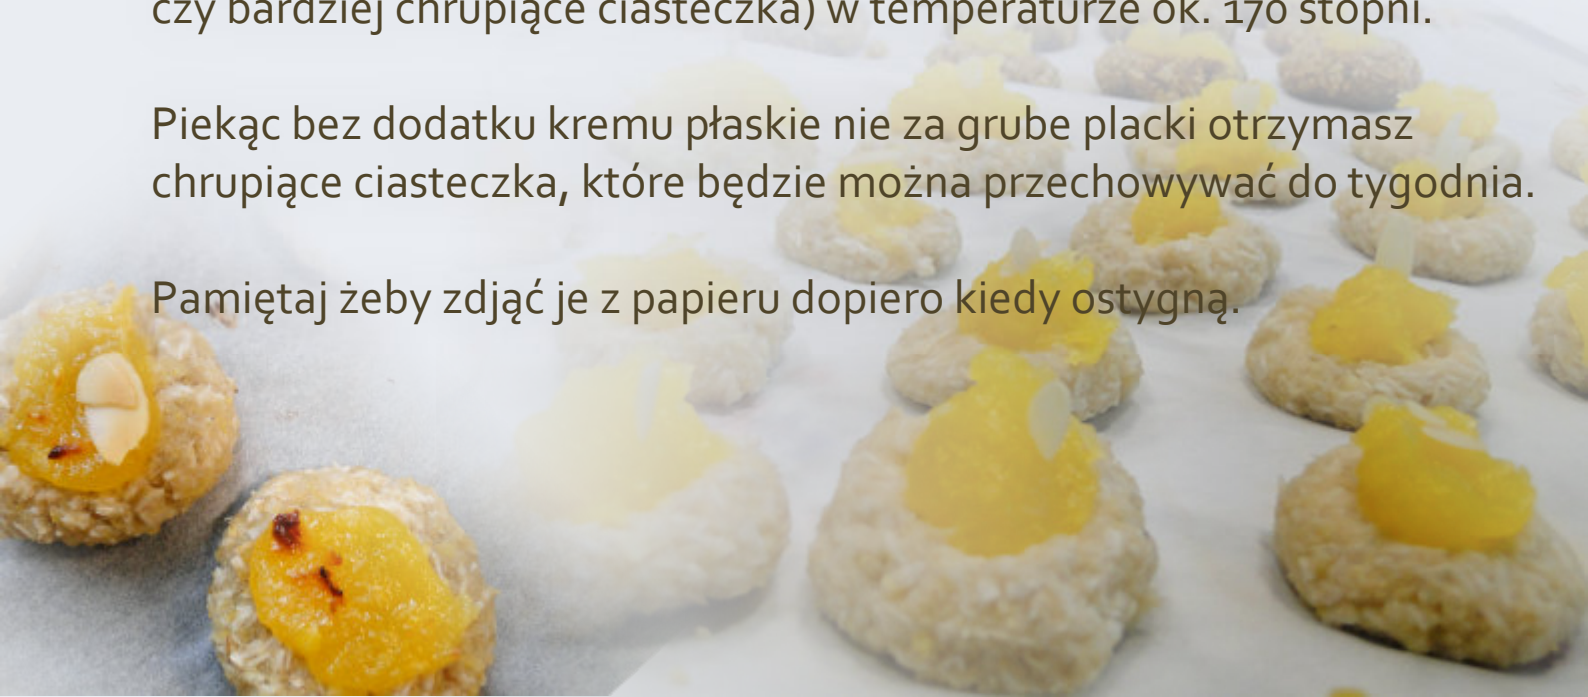 czy bardziej chrupiące ciasteczka) w temperaturze ok. 170 stopni.
Piekąc bez dodatku kremu płaskie nie za grube placki otrzymasz
chrupiące ciasteczka, które będzie można przechowywać do tygodnia.
Pamiętaj żeby zdjąć je z papieru dopiero kiedy ostygną.